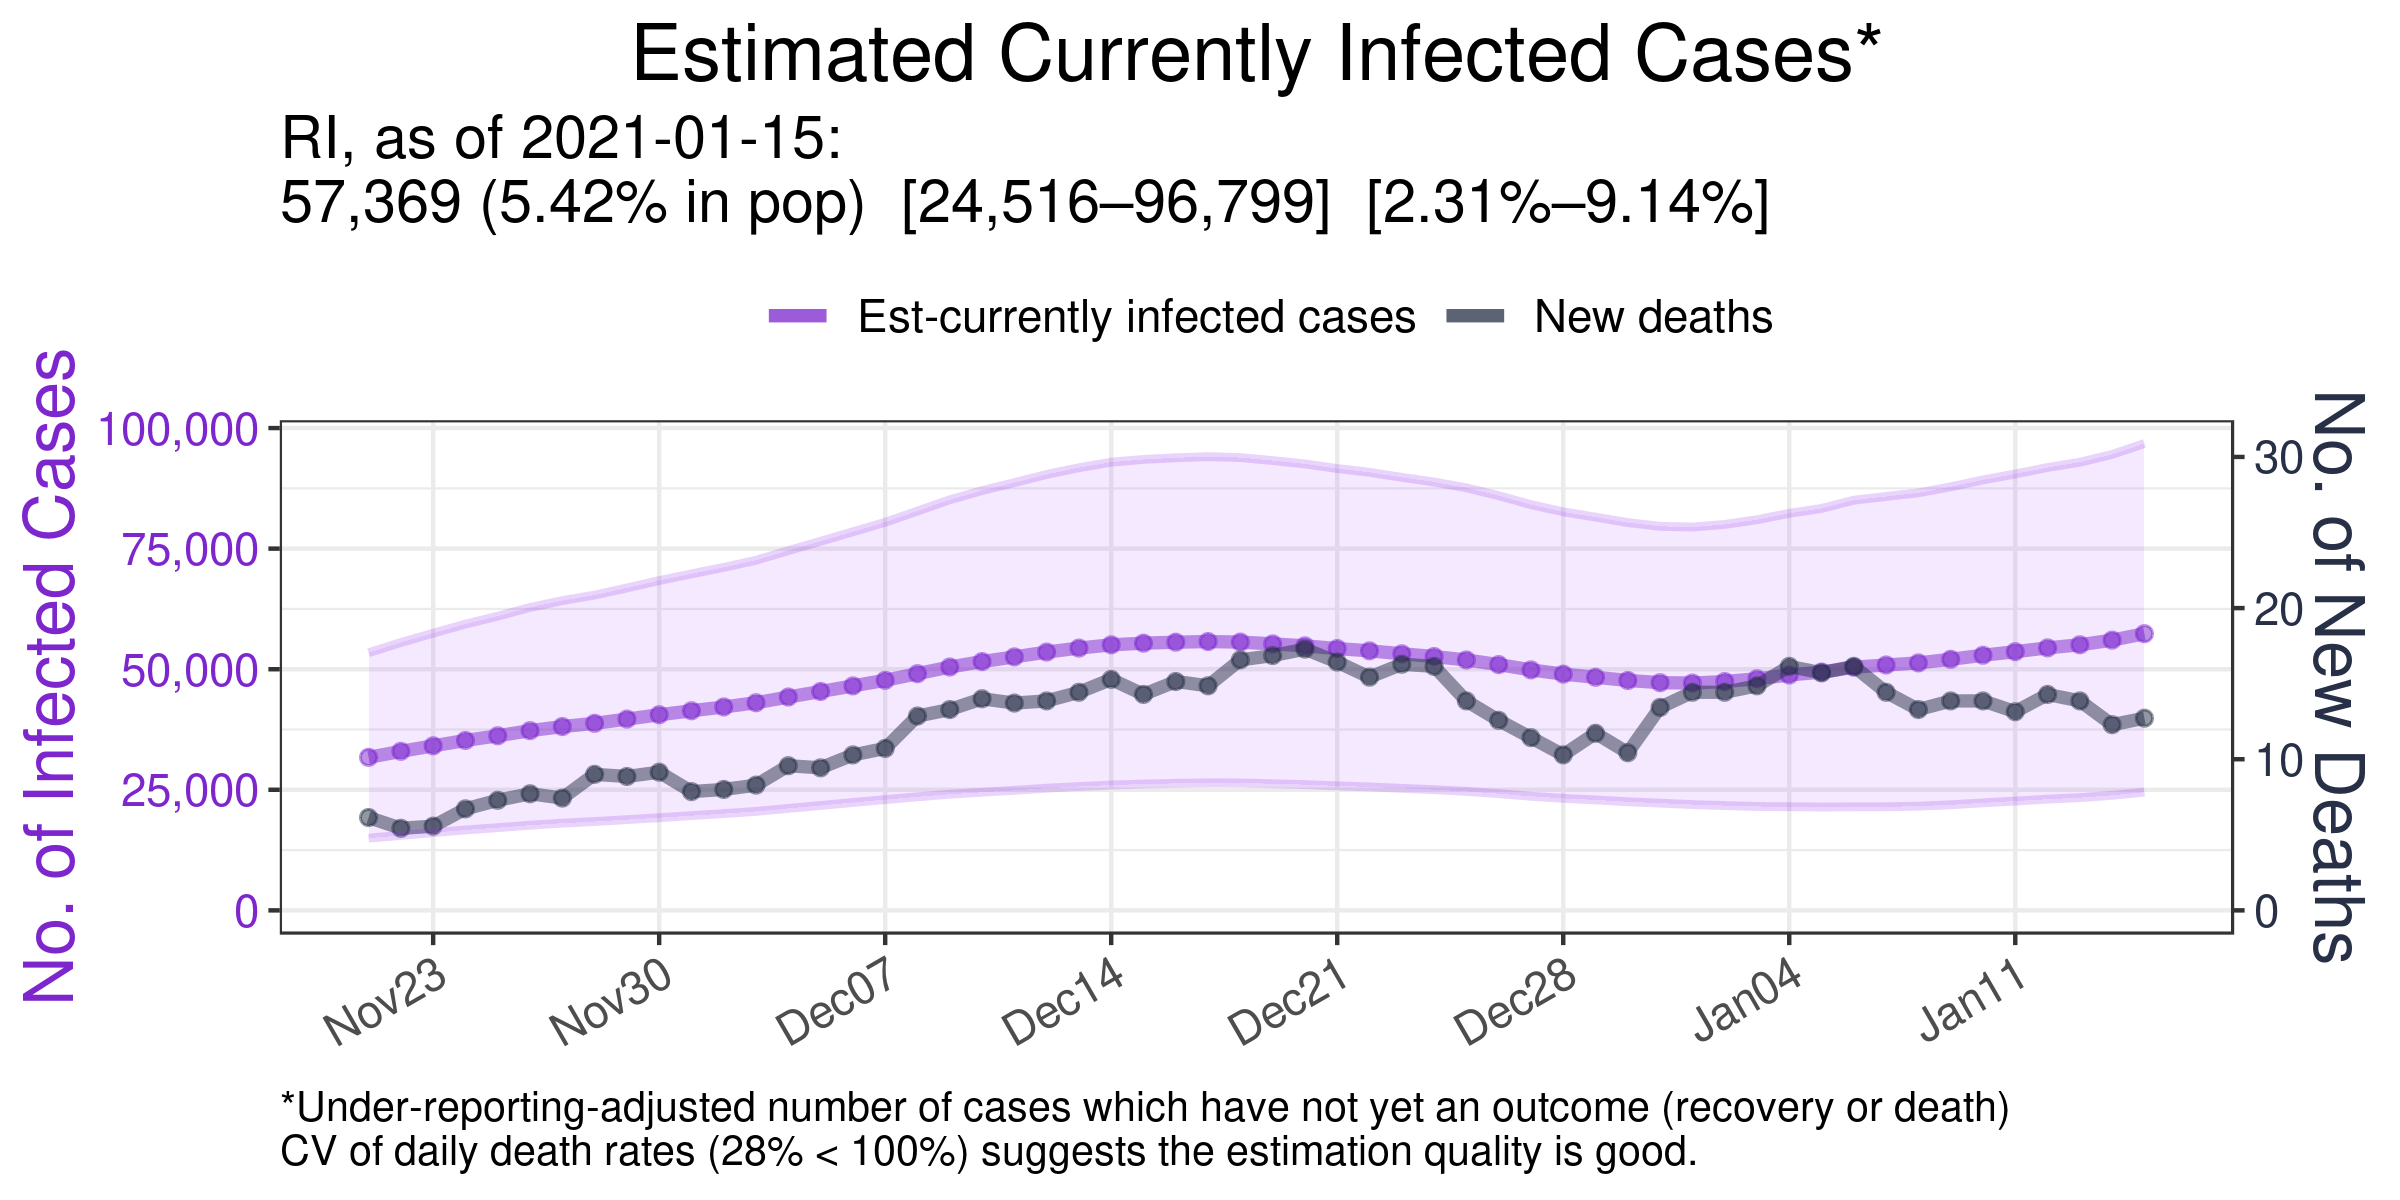 Estimated Currently Infected Cases*
RI, as of 2021-01-15:
57,369 (5.42% in pop)  [24,516–96,799]  [2.31%–9.14%]
Est-currently infected cases
New deaths
No. of Infected Cases
100,000
75,000
50,000
25,000
0
30
20
10
0
No. of New Deaths
Nov23
Nov30
Dec07
Dec14
Dec21
Dec28
Jan04
Jan11
*Under-reporting-adjusted number of cases which have not yet an outcome (recovery or death)
CV of daily death rates (28% < 100%) suggests the estimation quality is good.